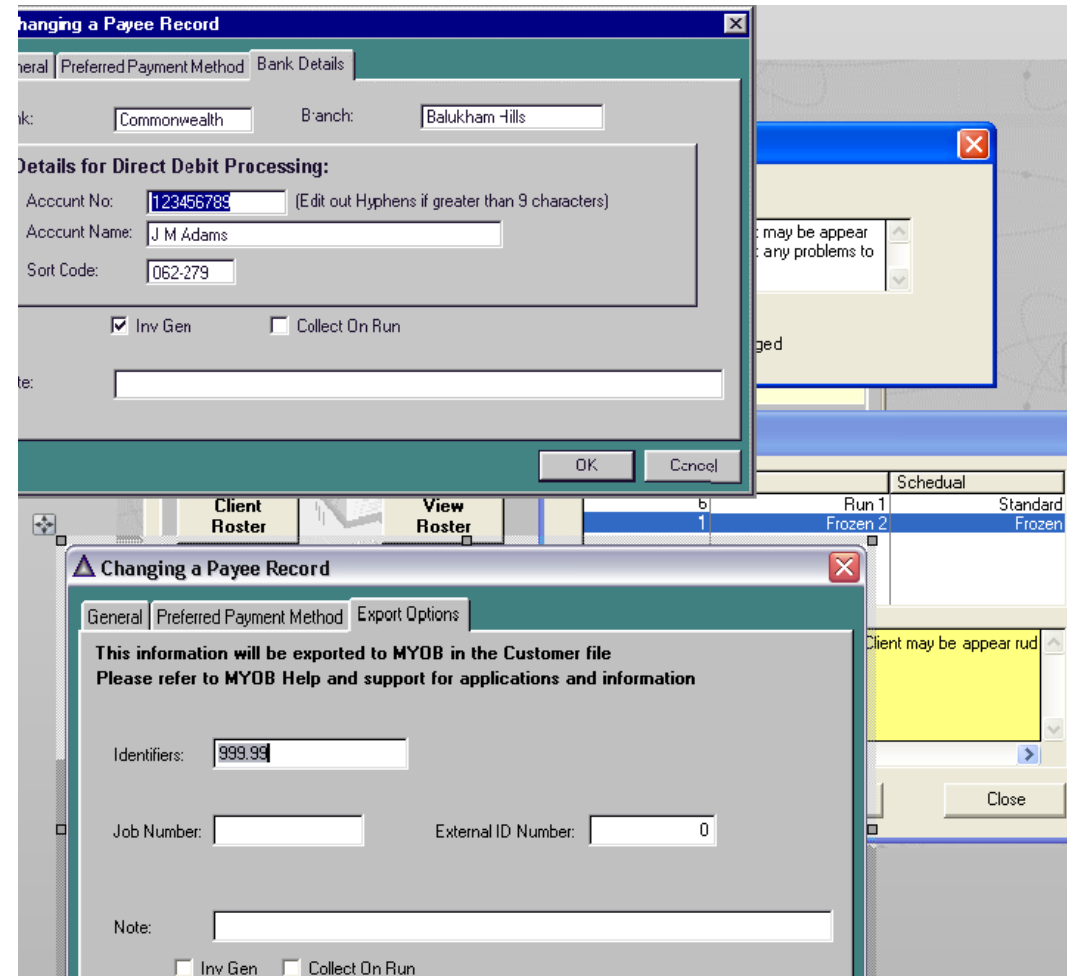 hanging a Payee Record
neral Preferred Payment Method Bank Details
nk: Commonwealth Branch: Balukham Hills
Details for Direct Debit Processing:
Account No: 123456789 (Edit out Hyphens if greater than 9 characters)
Account Name: J M Adams
Sort Code: 062-279
Inv Gen Collect On Run
te:
OK Cancel
may be appear
any problems to
ged
Schedual
6 Run 1 Standard
1 Frozen 2 Frozen
Client Roster
View Roster
Changing a Payee Record
General Preferred Payment Method Export Options
This information will be exported to MYOB in the Customer file
Please refer to MYOB Help and support for applications and information
Identifiers: 999.99
Job Number: External ID Number: 0
Note:
Inv Gen Collect On Run
Client may be appear rud
Close